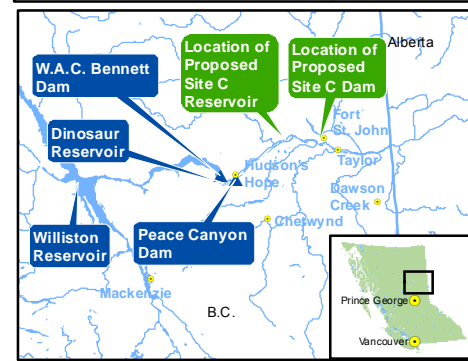 Alberta
Location of
Proposed
Site C
Reservoir
Location of
Proposed
Site C Dam
W.A.C. Bennett
Dam
Fort
St. John
Dinosaur
Reservoir
Taylor
Hudson's
Hope
Dawson
Creek
Chetwynd
Williston
Reservoir
Peace Canyon
Dam
Mackenzie
B.C.
Prince George
Vancouver